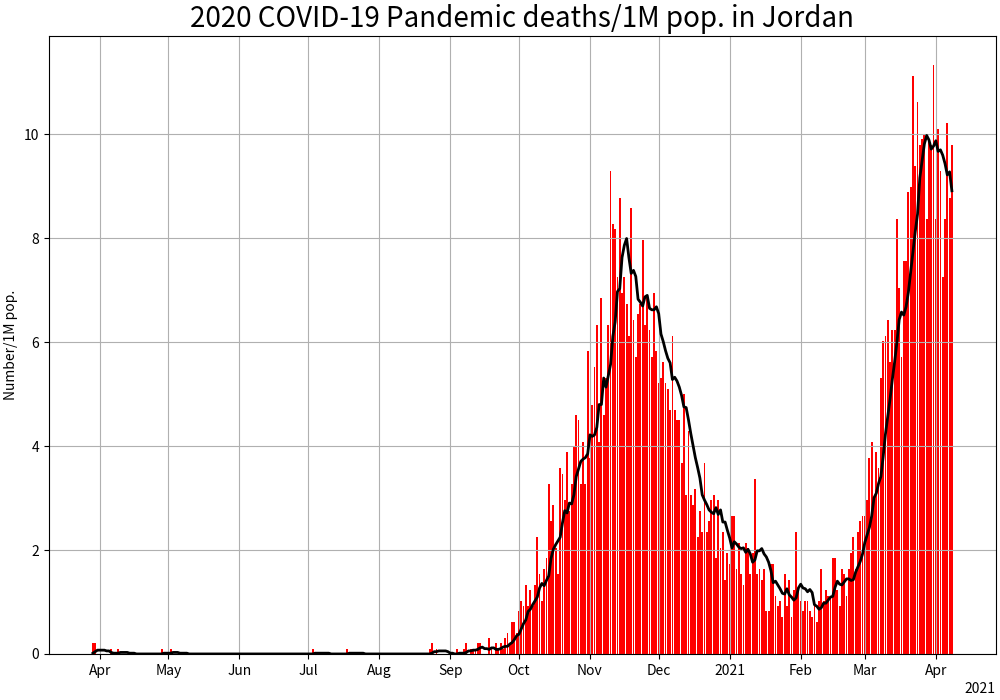 2020 COVID-19 Pandemic deaths/1M pop. in Jordan
Number/1M pop.
10
8
6
4
2
0
Apr May Jun Jul Aug Sep Oct Nov Dec 2021 Feb Mar Apr
2021